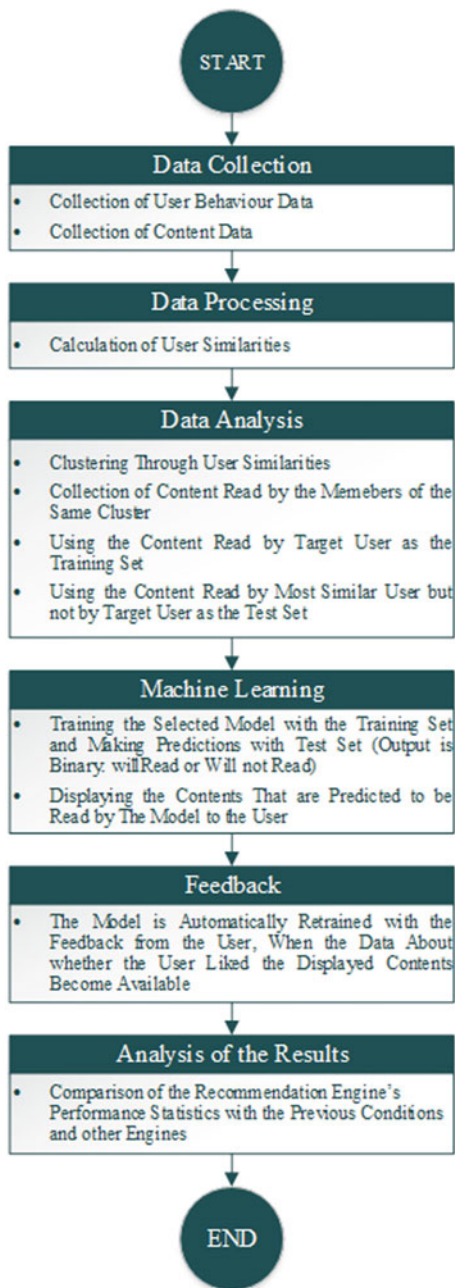 START
Data Collection
• Collection of User Behaviour Data
• Collection of Content Data
Data Processing
• Calculation of User Similarities
Data Analysis
• Clustering Through User Similarities
• Collection of Content Read by the Memebers of the
Same Cluster
• Using the Content Read by Target User as the
Training Set
• Using the Content Read by Most Similar User but
not by Target User as the Test Set
Machine Learning
• Training the Selected Model with the Training Set
and Making Predictions with Test Set (Output is
Binary: willRead or Will not Read)
• Displaying the Contents That are Predicted to be
Read by The Model to the User
Feedback
• The Model is Automatically Retrained with the
Feedback from the User, When the Data About
whether the User Liked the Displayed Contents
Become Available
Analysis of the Results
• Comparison of the Recommendation Engine's
Performance Statistics with the Previous Conditions
and other Engines
END